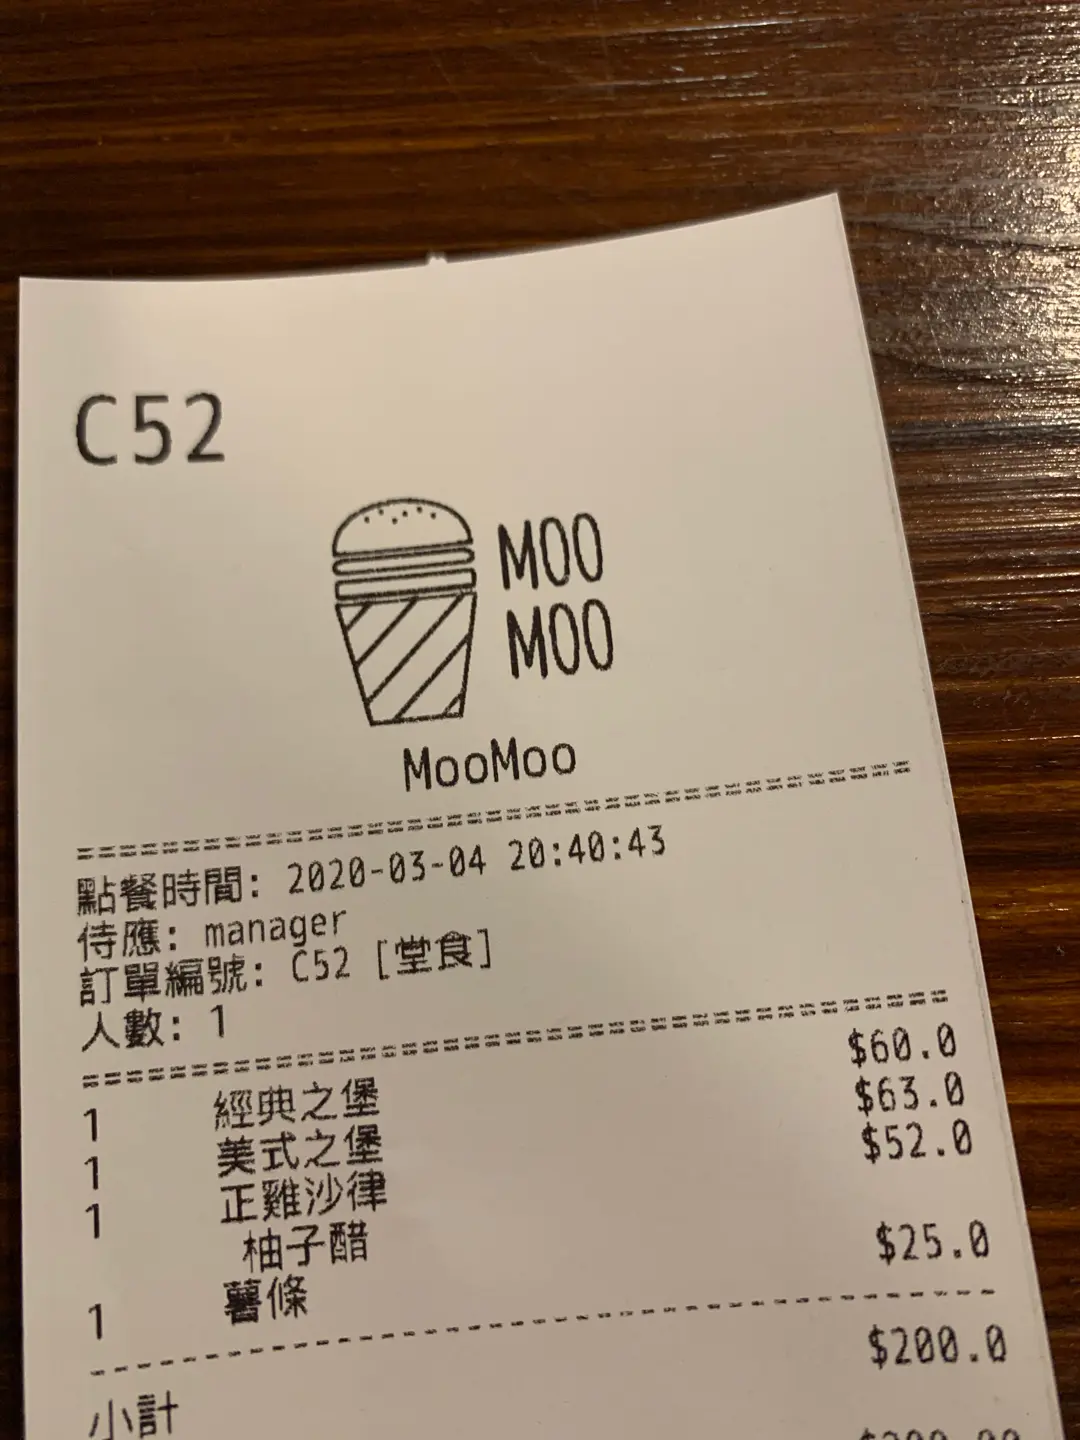 C52
MOO
MOO
MooMoo
點餐時間: 2020-03-04 20:40:43
侍應: manager
訂單編號: C52 [堂食]
人數: 1
1 經典之堡 $60.0
1 美式之堡 $63.0
1 正雞沙律 $52.0
柚子醋
1 薯條 $25.0
小計 $200.0